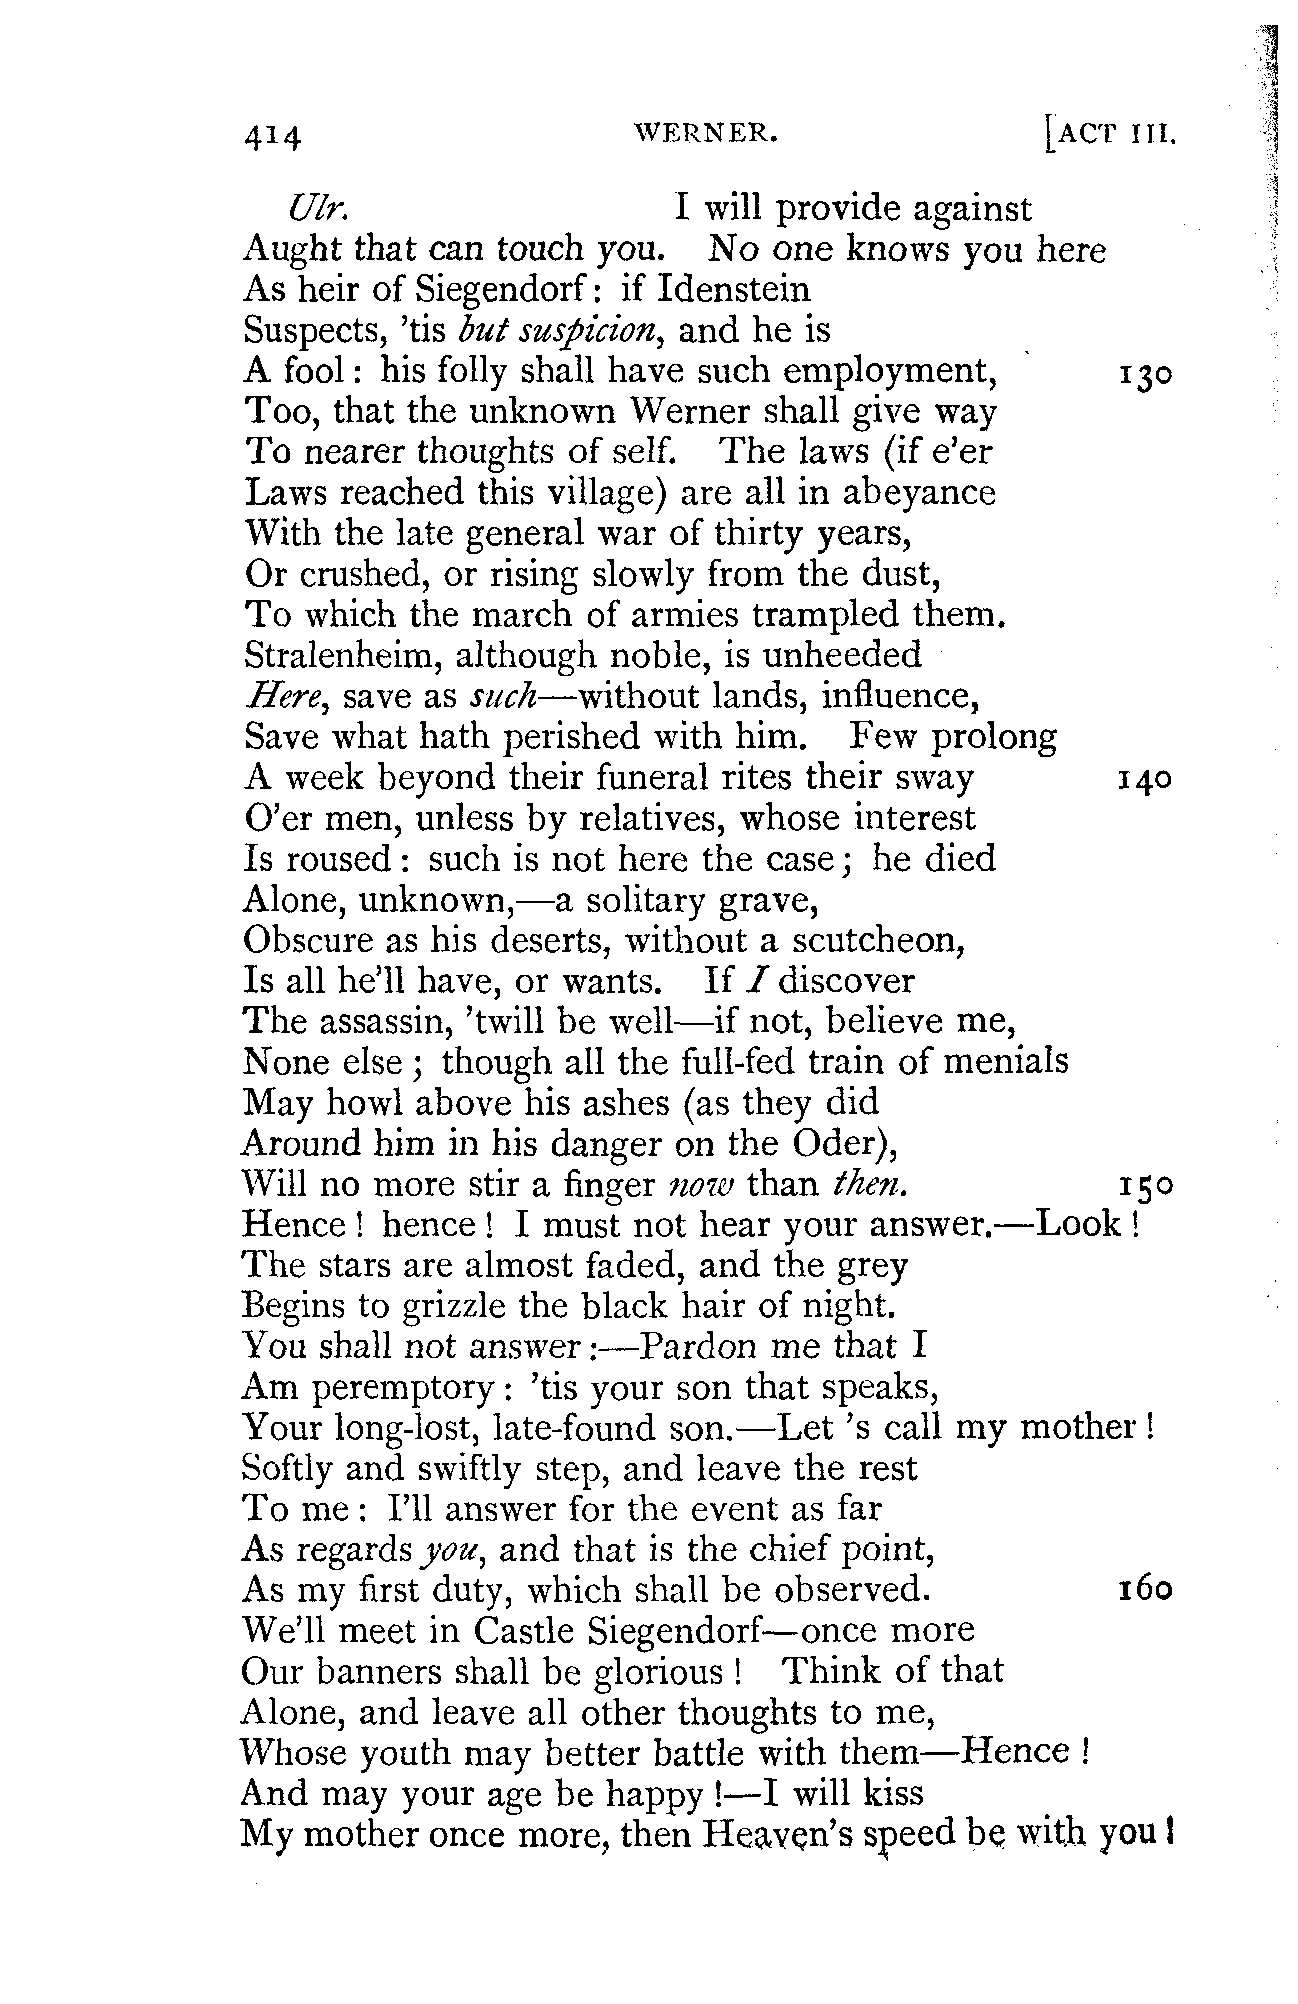 414 WERNER. [ACT III.
Ulr. I will provide against
Aught that can touch you. No one knows you here
As heir of Siegendorf: if Idenstein
Suspects, 'tis but suspicion, and he is
A fool: his folly shall have such employment, 130
Too, that the unknown Werner shall give way
To nearer thoughts of self. The laws (if e'er
Laws reached this village) are all in abeyance
With the late general war of thirty years,
Or crushed, or rising slowly from the dust,
To which the march of armies trampled them.
Stralenheim, although noble, is unheeded
Here, save as such—without lands, influence,
Save what hath perished with him. Few prolong
A week beyond their funeral rites their sway 140
O'er men, unless by relatives, whose interest
Is roused: such is not here the case; he died
Alone, unknown,—a solitary grave,
Obscure as his deserts, without a scutcheon,
Is all he'll have, or wants. If I discover
The assassin, 'twill be well—if not, believe me,
None else; though all the full-fed train of menials
May howl above his ashes (as they did
Around him in his danger on the Oder),
Will no more stir a finger now than then. 150
Hence! hence! I must not hear your answer.—Look!
The stars are almost faded, and the grey
Begins to grizzle the black hair of night.
You shall not answer:—Pardon me that I
Am peremptory: 'tis your son that speaks,
Your long-lost, late-found son.—Let 's call my mother!
Softly and swiftly step, and leave the rest
To me: I'll answer for the event as far
As regards you, and that is the chief point,
As my first duty, which shall be observed. 160
We'll meet in Castle Siegendorf—once more
Our banners shall be glorious! Think of that
Alone, and leave all other thoughts to me,
Whose youth may better battle with them—Hence!
And may your age be happy!—I will kiss
My mother once more, then Heaven's speed be with you!